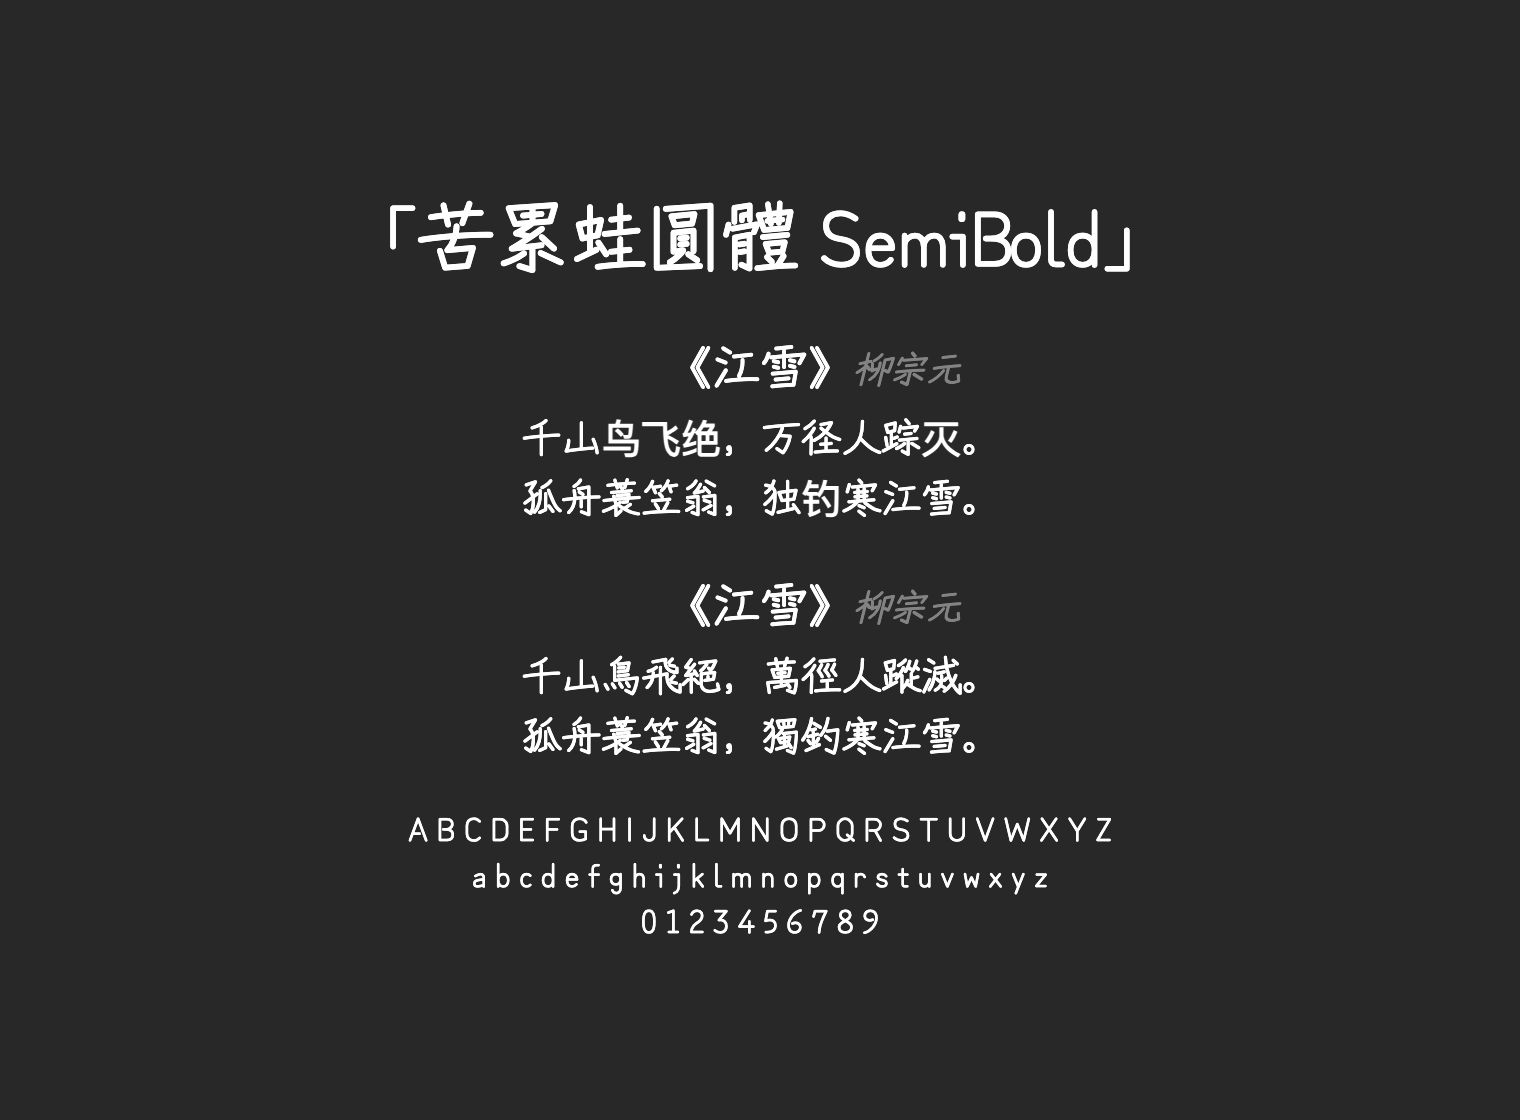 「苦累蛙圓體 SemiBold」
《江雪》柳宗元
千山鸟飞绝，万径人踪灭。
孤舟蓑笠翁，独钓寒江雪。
《江雪》柳宗元
千山鳥飛絕，萬徑人蹤滅。
孤舟蓑笠翁，獨釣寒江雪。
ABCDEFGHIJKLMNOPQRSTUVWXYZ
abcdefghijklmnopqrstuvwxyz
0123456789